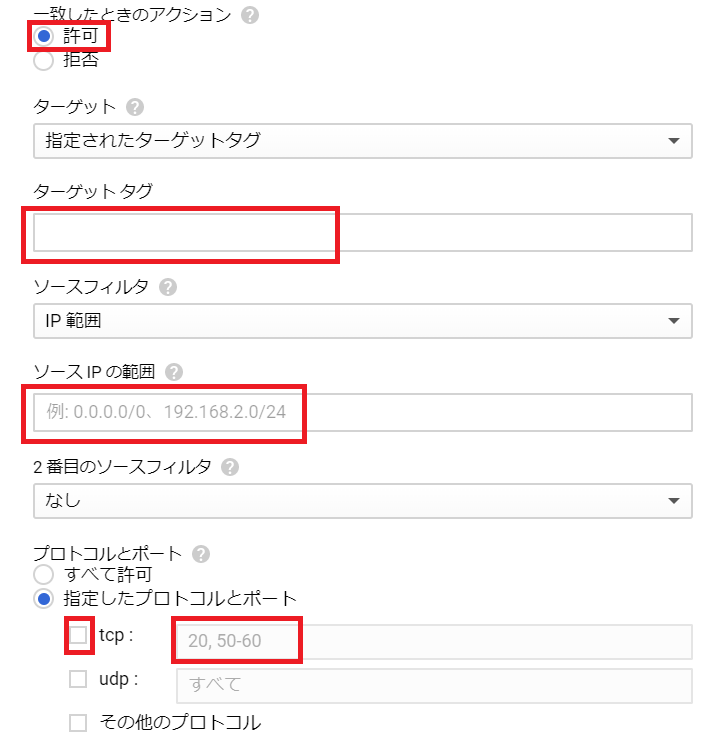 一致したときのアクション ?
許可
拒否
ターゲット ?
指定されたターゲットタグ
ターゲット タグ
ソースフィルタ ?
IP 範囲
ソース IP の範囲 ?
例: 0.0.0.0/0、192.168.2.0/24
2 番目のソースフィルタ ?
なし
プロトコルとポート ?
すべて許可
指定したプロトコルとポート
tcp : 20, 50-60
udp : すべて
その他のプロトコル